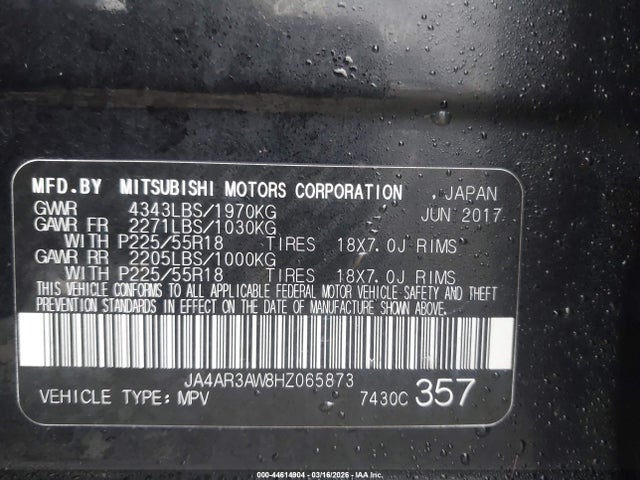 MFD.BY MITSUBISHI MOTORS CORPORATION , JAPAN
GVWR 4343LBS/1970KG JUN 2017
GAWR FR 2271LBS/1030KG
WITH P225/55R18 TIRES 18X7.0J RIMS
GAWR RR 2205LBS/1000KG
WITH P225/55R18 TIRES 18X7.0J RIMS
THIS VEHICLE CONFORMS TO ALL APPLICABLE FEDERAL MOTOR VEHICLE SAFETY AND THEFT
PREVENTION STANDARDS IN EFFECT ON THE DATE OF MANUFACTURE SHOWN ABOVE.
JA4AR3AW8HZ065873
VEHICLE TYPE:MPV 7430C 357
000-44614904 - 03/16/2026 - IAA Inc.